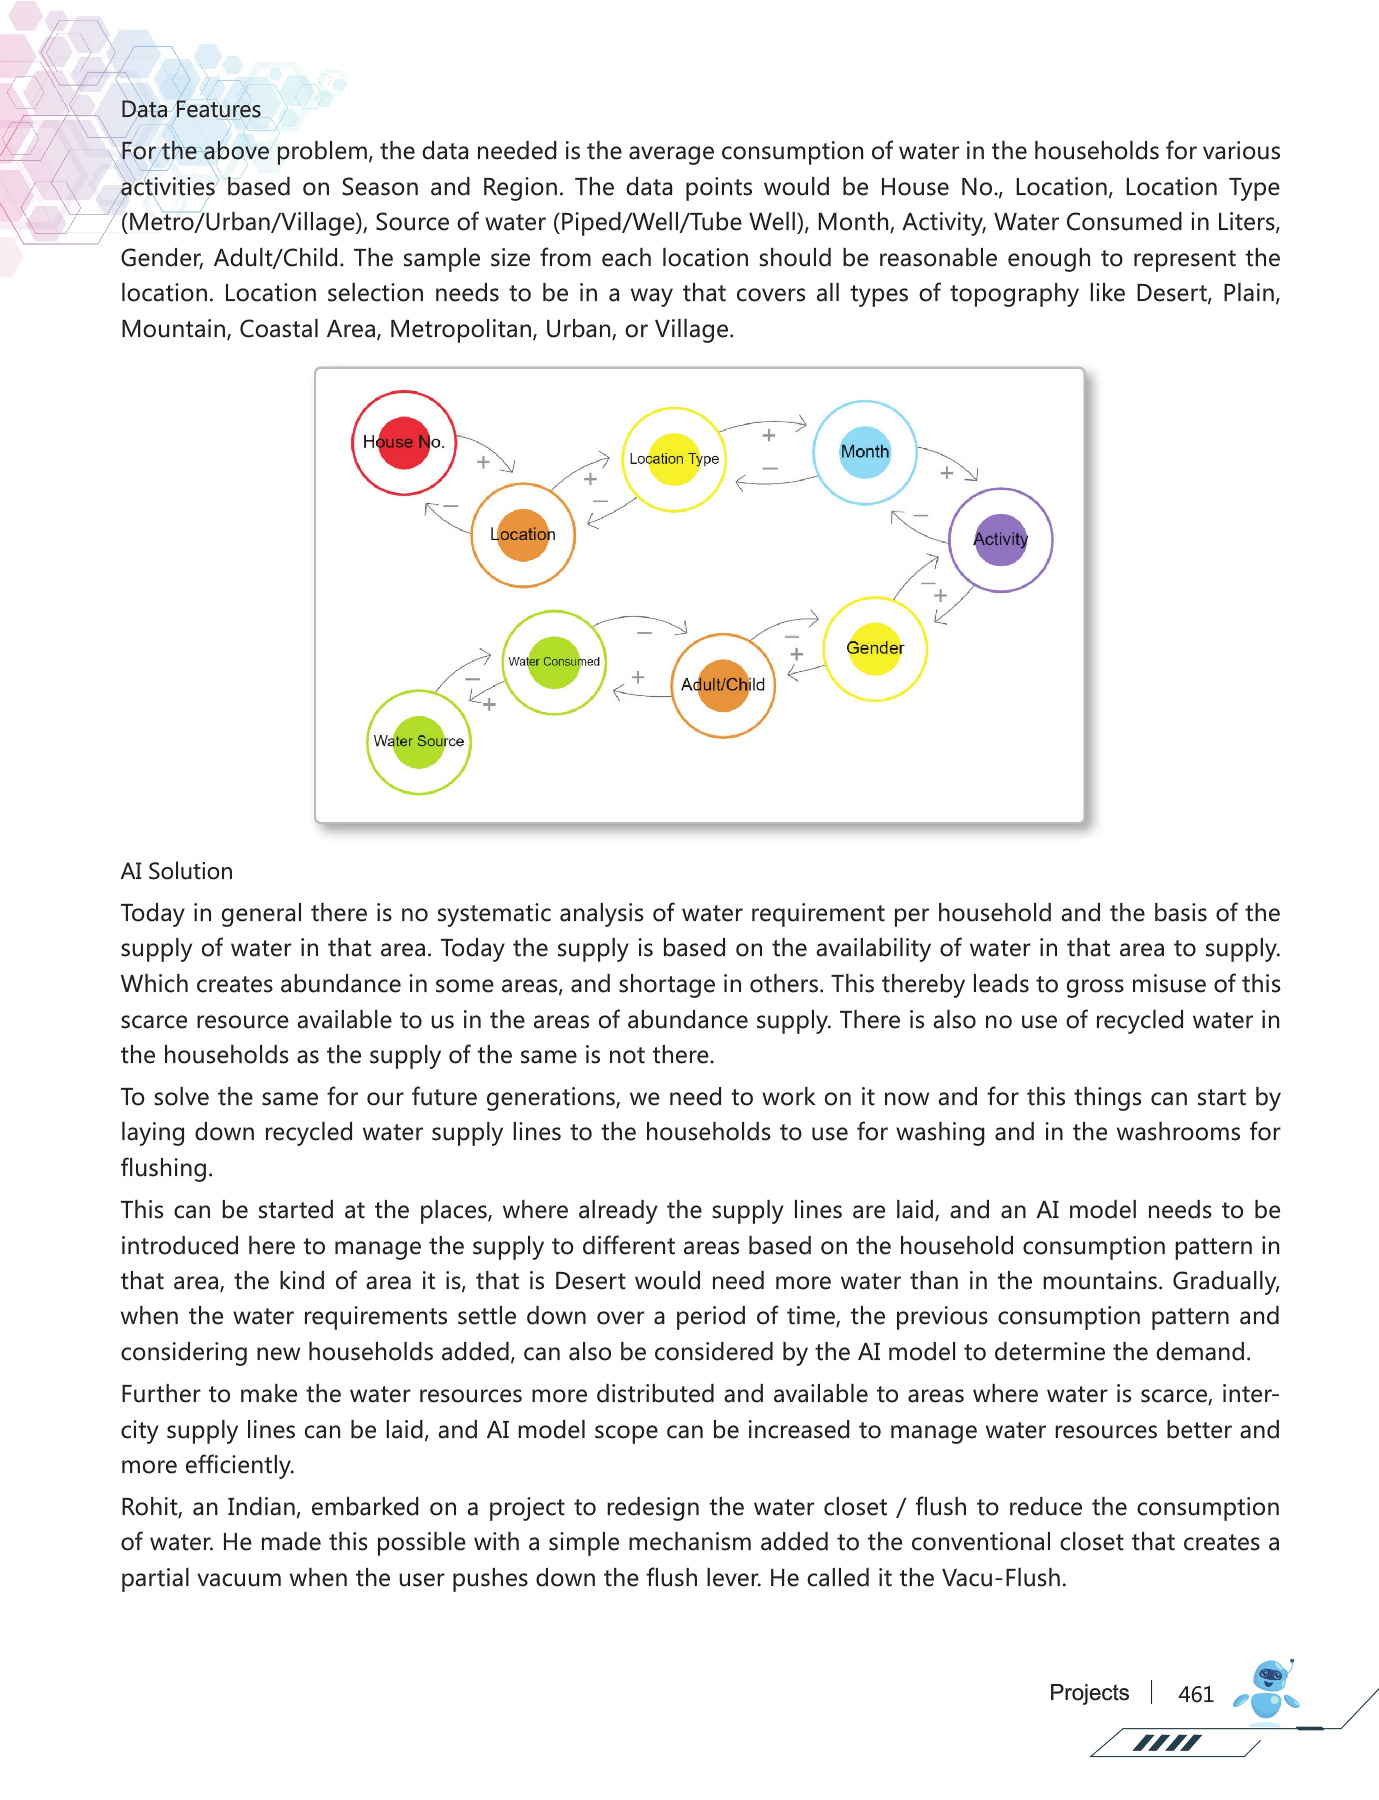 Data Features
For the above problem, the data needed is the average consumption of water in the households for various
activities based on Season and Region. The data points would be House No., Location, Location Type
(Metro/Urban/Village), Source of water (Piped/Well/Tube Well), Month, Activity, Water Consumed in Liters,
Gender, Adult/Child. The sample size from each location should be reasonable enough to represent the
location. Location selection needs to be in a way that covers all types of topography like Desert, Plain,
Mountain, Coastal Area, Metropolitan, Urban, or Village.
House No.
+
−
Location
+
−
Location Type
+
−
Month
+
−
Activity
−
+
Gender
−
+
Adult/Child
−
+
Water Consumed
−
+
Water Source
AI Solution
Today in general there is no systematic analysis of water requirement per household and the basis of the
supply of water in that area. Today the supply is based on the availability of water in that area to supply.
Which creates abundance in some areas, and shortage in others. This thereby leads to gross misuse of this
scarce resource available to us in the areas of abundance supply. There is also no use of recycled water in
the households as the supply of the same is not there.
To solve the same for our future generations, we need to work on it now and for this things can start by
laying down recycled water supply lines to the households to use for washing and in the washrooms for
flushing.
This can be started at the places, where already the supply lines are laid, and an AI model needs to be
introduced here to manage the supply to different areas based on the household consumption pattern in
that area, the kind of area it is, that is Desert would need more water than in the mountains. Gradually,
when the water requirements settle down over a period of time, the previous consumption pattern and
considering new households added, can also be considered by the AI model to determine the demand.
Further to make the water resources more distributed and available to areas where water is scarce, inter-
city supply lines can be laid, and AI model scope can be increased to manage water resources better and
more efficiently.
Rohit, an Indian, embarked on a project to redesign the water closet / flush to reduce the consumption
of water. He made this possible with a simple mechanism added to the conventional closet that creates a
partial vacuum when the user pushes down the flush lever. He called it the Vacu-Flush.
Projects | 461